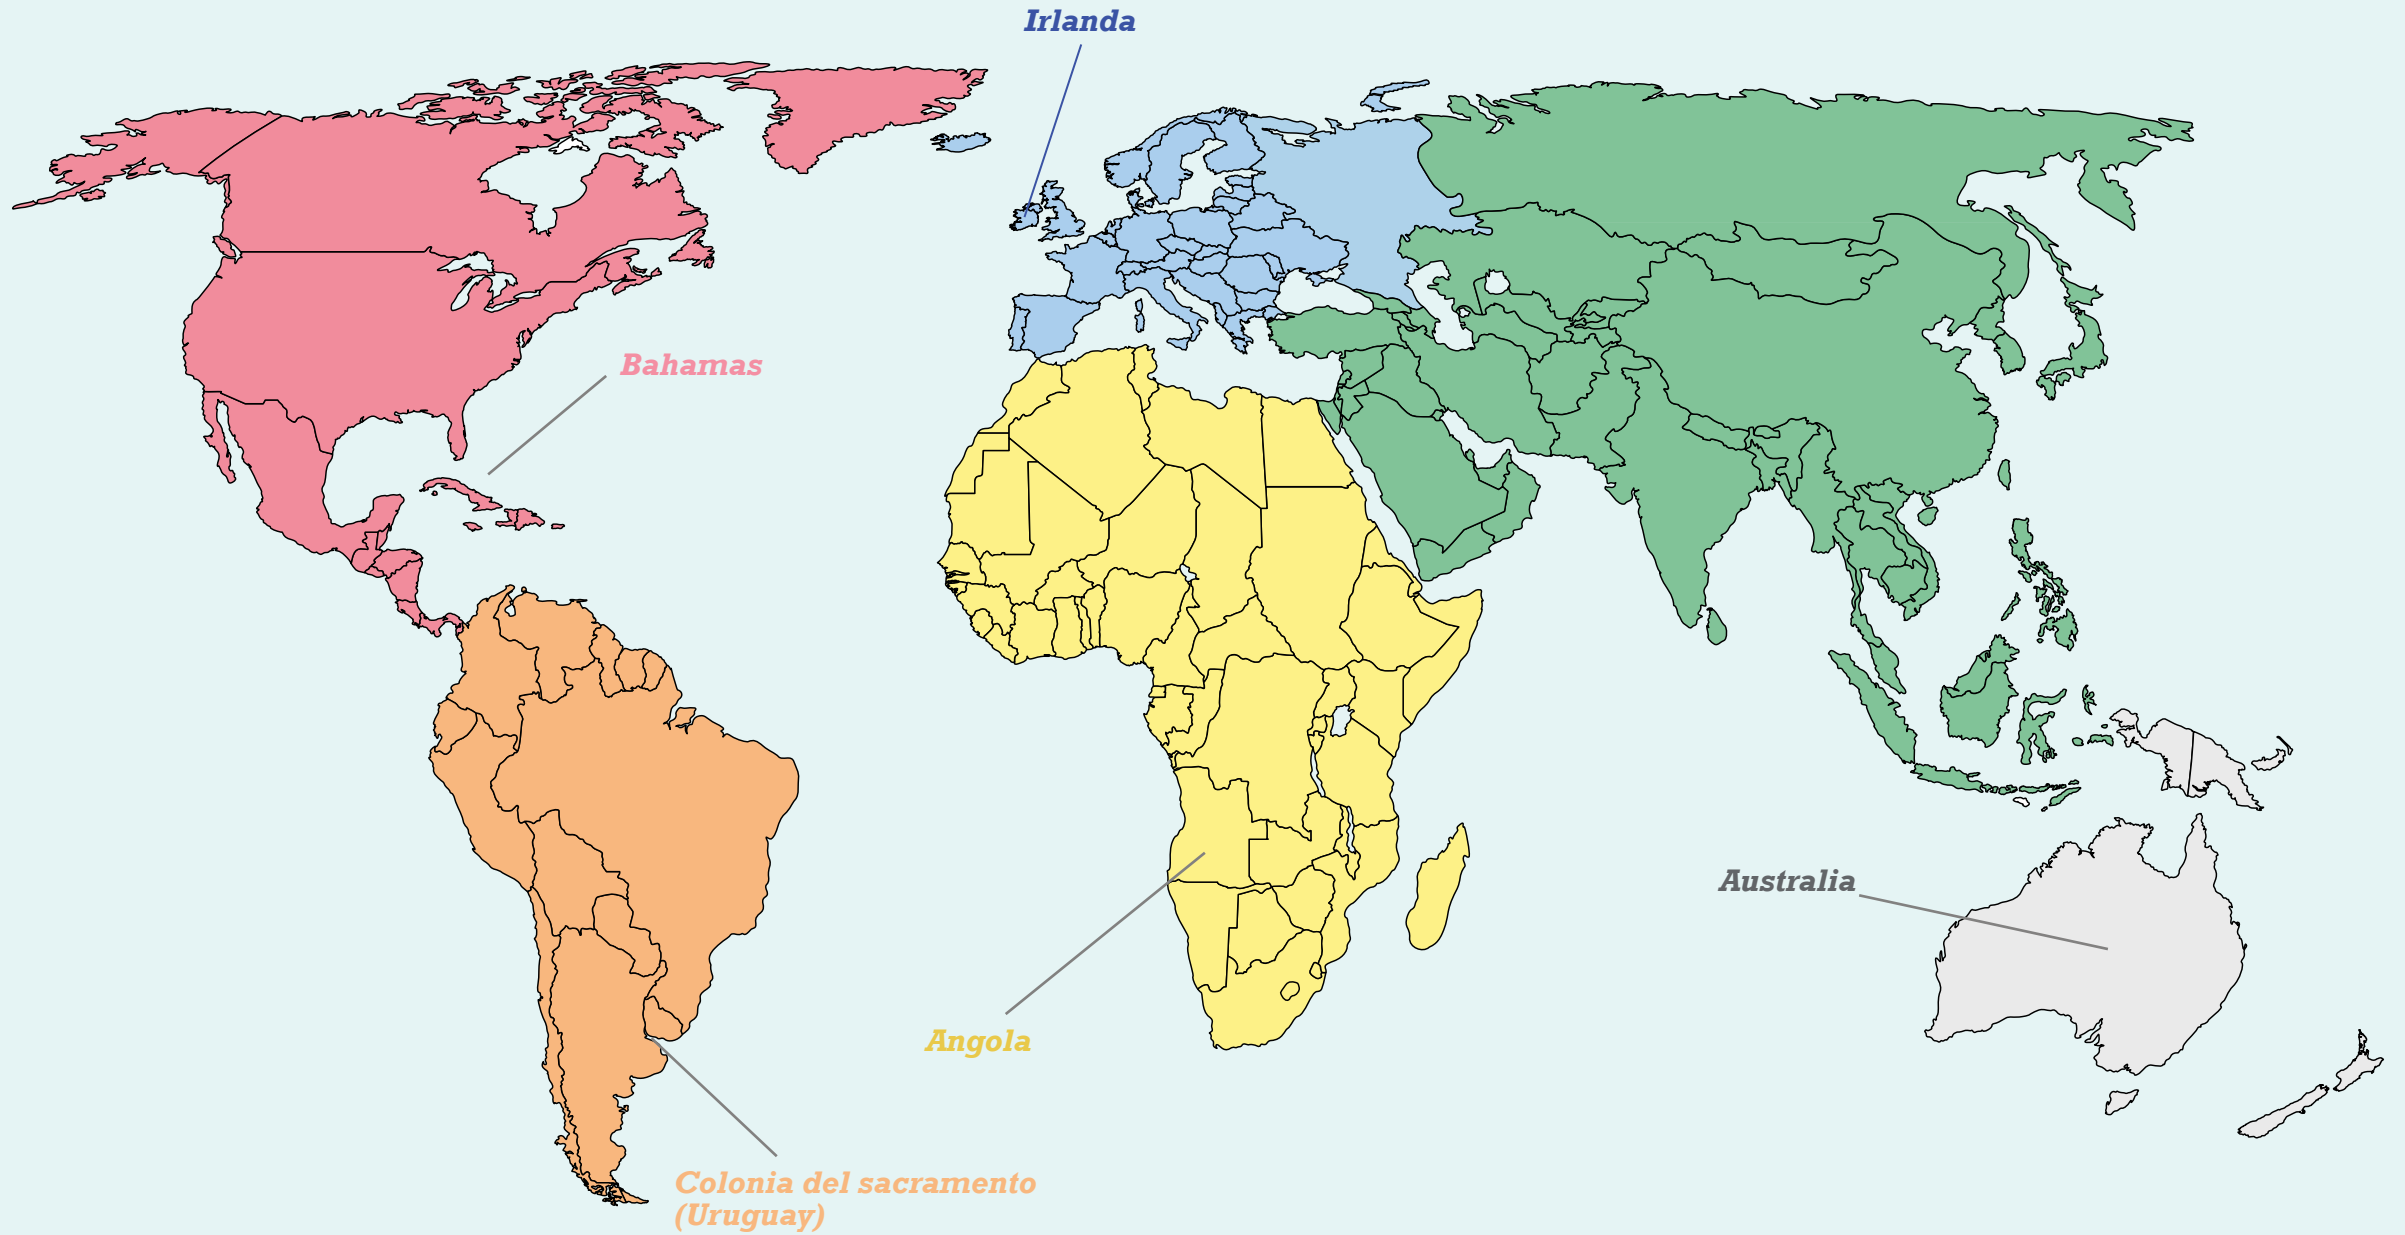 Irlanda
Bahamas
Australia
Angola
Colonia del sacramento
(Uruguay)